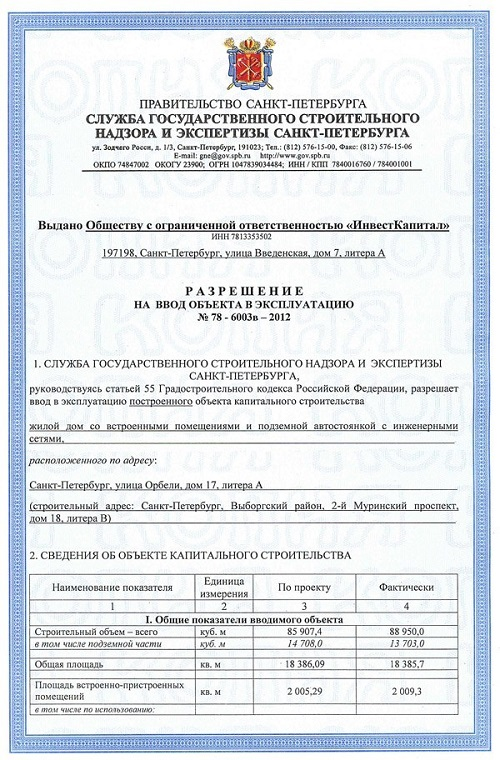 ПРАВИТЕЛЬСТВО САНКТ-ПЕТЕРБУРГА
СЛУЖБА ГОСУДАРСТВЕННОГО СТРОИТЕЛЬНОГО
НАДЗОРА И ЭКСПЕРТИЗЫ САНКТ-ПЕТЕРБУРГА
ул. Зодчего Росси, д. 1/3, Санкт-Петербург, 191023; Тел.: (812) 576-15-00, Факс: (812) 576-15-06
E-mail: gne@gov.spb.ru http://www.gov.spb.ru
ОКПО 74847002 ОКОГУ 23900; ОГРН 1047839034484; ИНН / КПП 7840016760 / 784001001
Выдано Обществу с ограниченной ответственностью «ИнвестКапитал»
ИНН 7813353502
197198, Санкт-Петербург, улица Введенская, дом 7, литера А
РАЗРЕШЕНИЕ
НА ВВОД ОБЪЕКТА В ЭКСПЛУАТАЦИЮ
№ 78 - 6003в – 2012
1. СЛУЖБА ГОСУДАРСТВЕННОГО СТРОИТЕЛЬНОГО НАДЗОРА И ЭКСПЕРТИЗЫ
САНКТ-ПЕТЕРБУРГА,
руководствуясь статьей 55 Градостроительного кодекса Российской Федерации, разрешает
ввод в эксплуатацию построенного объекта капитального строительства
жилой дом со встроенными помещениями и подземной автостоянкой с инженерными
сетями,
расположенного по адресу:
Санкт-Петербург, улица Орбели, дом 17, литера А
(строительный адрес: Санкт-Петербург, Выборгский район, 2-й Муринский проспект,
дом 18, литера В)
2. СВЕДЕНИЯ ОБ ОБЪЕКТЕ КАПИТАЛЬНОГО СТРОИТЕЛЬСТВА
Наименование показателя Единица измерения По проекту Фактически
1 2 3 4
I. Общие показатели вводимого объекта
Строительный объем – всего куб. м 85 907,4 88 950,0
в том числе подземной части куб. м 14 708,0 13 703,0
Общая площадь кв. м 18 386,09 18 385,7
Площадь встроенно-пристроенных
помещений кв. м 2 005,29 2 009,3
в том числе по использованию: